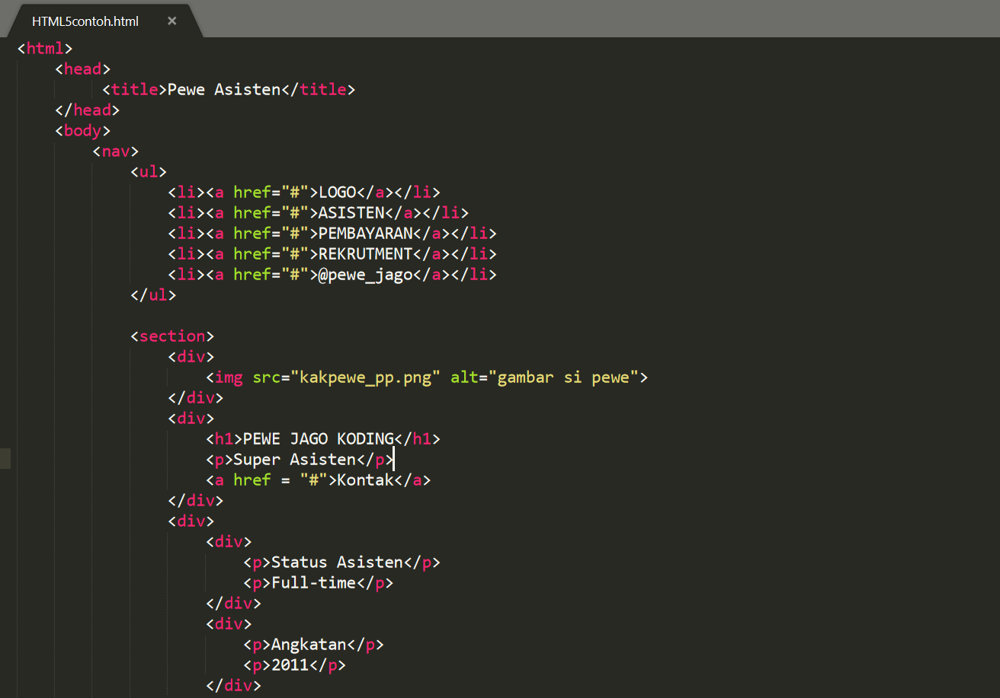 HTML5contoh.html ×
<html>
<head>
<title>Pewe Asisten</title>
</head>
<body>
<nav>
<ul>
<li><a href="#">LOGO</a></li>
<li><a href="#">ASISTEN</a></li>
<li><a href="#">PEMBAYARAN</a></li>
<li><a href="#">REKRUTMENT</a></li>
<li><a href="#">@pewe_jago</a></li>
</ul>
<section>
<div>
<img src="kakpewe_pp.png" alt="gambar si pewe">
</div>
<div>
<h1>PEWE JAGO KODING</h1>
<p>Super Asisten</p>
<a href = "#">Kontak</a>
</div>
<div>
<div>
<p>Status Asisten</p>
<p>Full-time</p>
</div>
<div>
<p>Angkatan</p>
<p>2011</p>
</div>